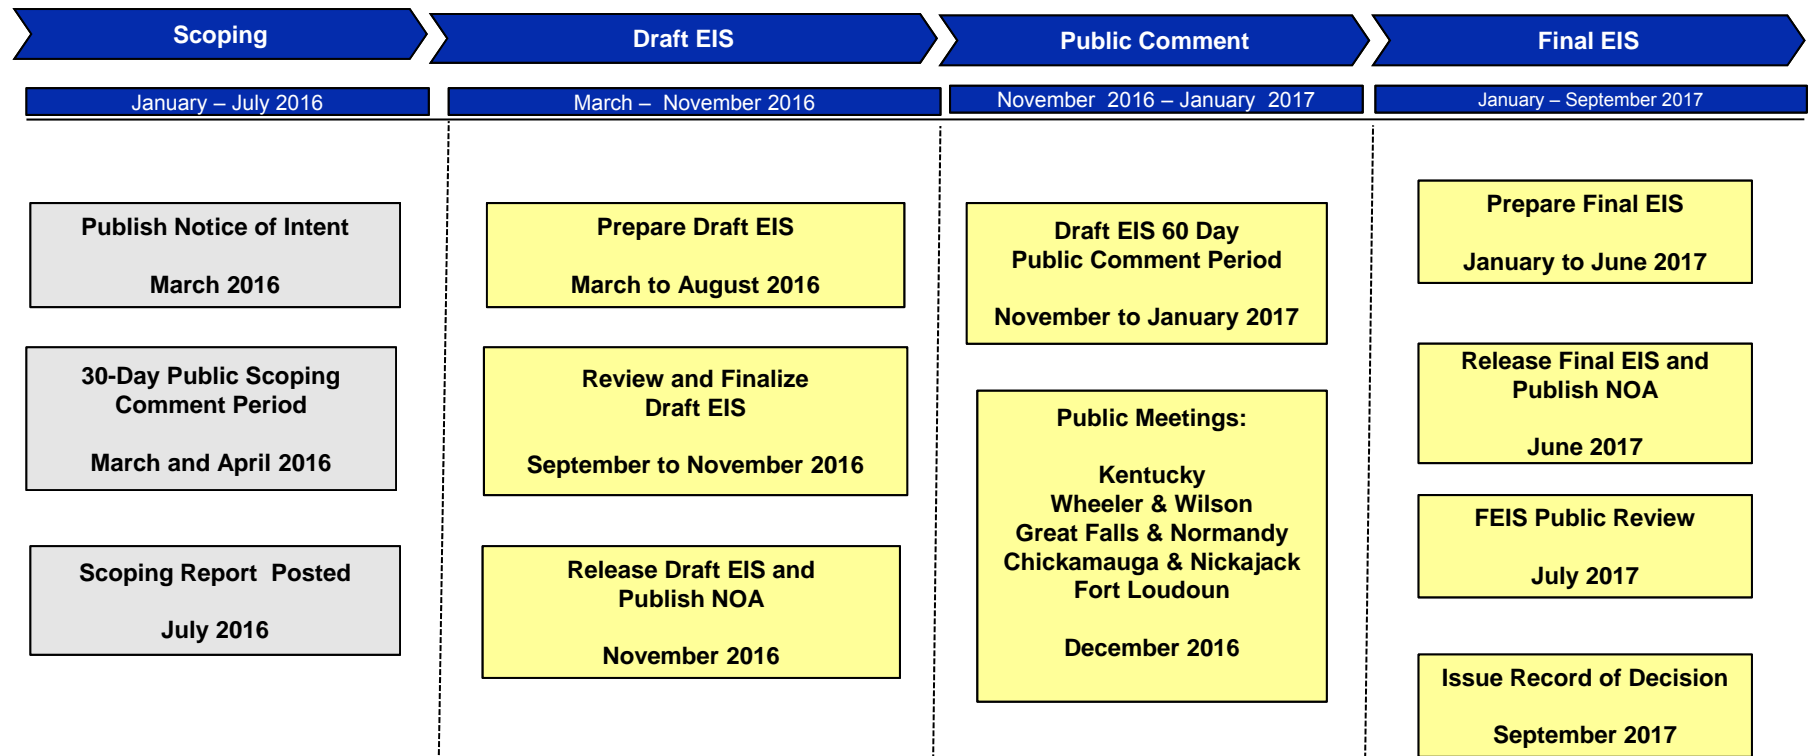 Scoping
Draft EIS
Public Comment
Final EIS
January – July 2016
March – November 2016
November 2016 – January 2017
January – September 2017
Publish Notice of Intent
March 2016
30-Day Public Scoping
Comment Period
March and April 2016
Scoping Report Posted
July 2016
Prepare Draft EIS
March to August 2016
Review and Finalize
Draft EIS
September to November 2016
Release Draft EIS and
Publish NOA
November 2016
Draft EIS 60 Day
Public Comment Period
November to January 2017
Public Meetings:
Kentucky
Wheeler & Wilson
Great Falls & Normandy
Chickamauga & Nickajack
Fort Loudoun
December 2016
Prepare Final EIS
January to June 2017
Release Final EIS and
Publish NOA
June 2017
FEIS Public Review
July 2017
Issue Record of Decision
September 2017